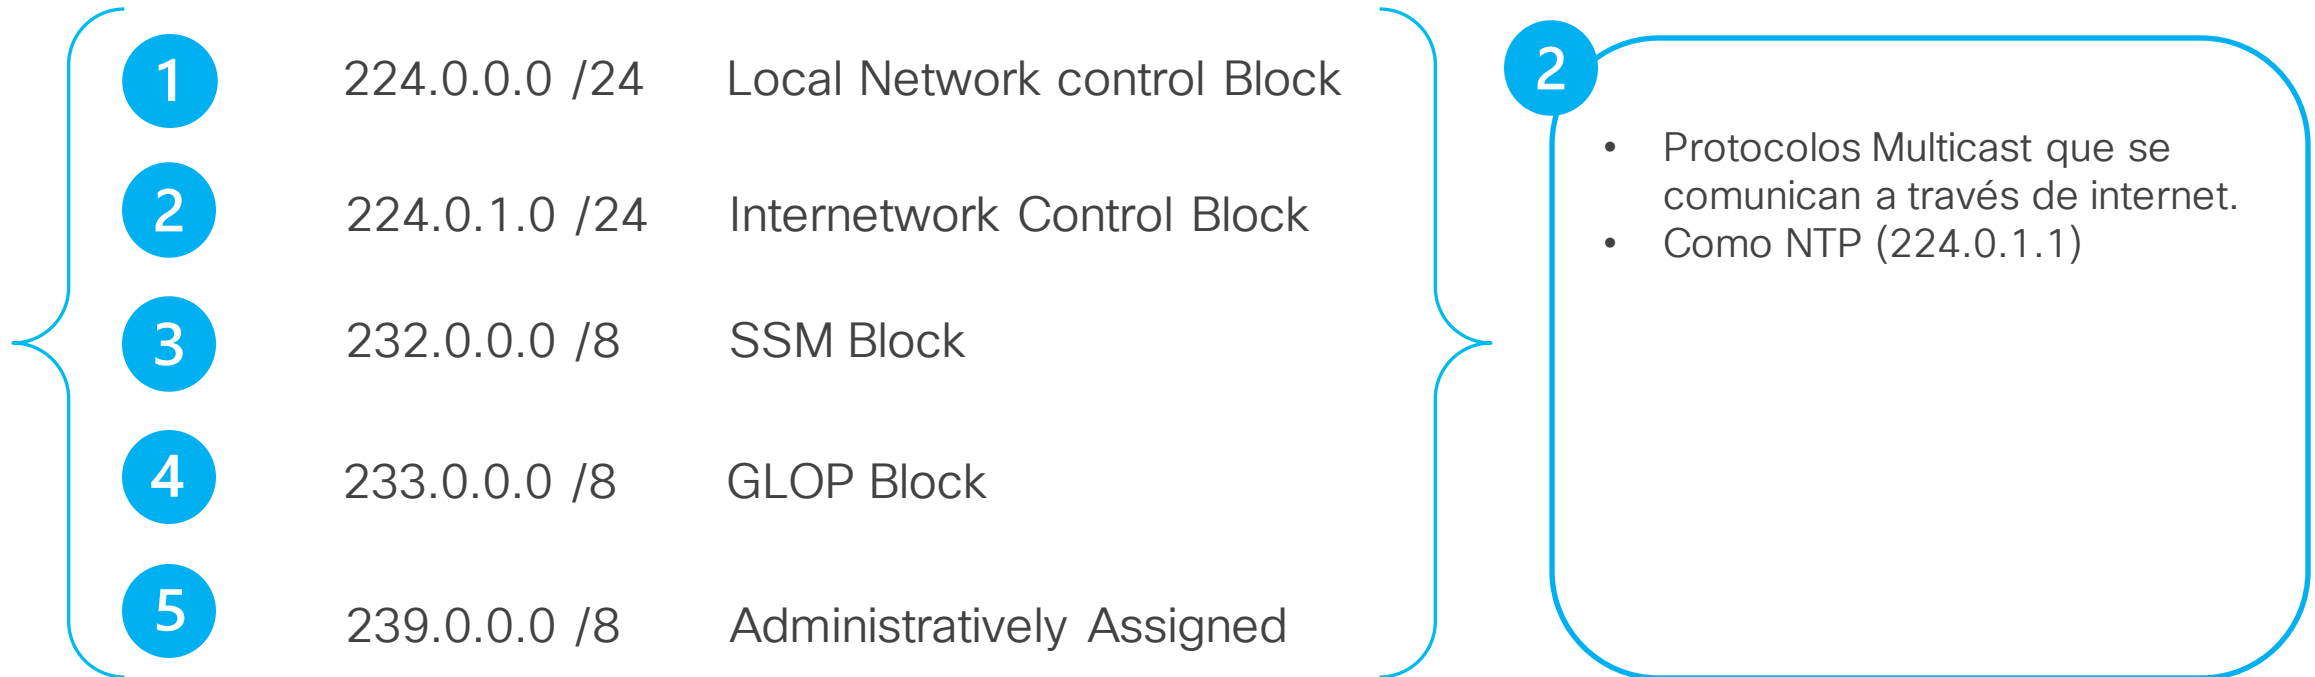 1 224.0.0.0 /24 Local Network control Block
2 224.0.1.0 /24 Internetwork Control Block
3 232.0.0.0 /8 SSM Block
4 233.0.0.0 /8 GLOP Block
5 239.0.0.0 /8 Administratively Assigned
2
• Protocolos Multicast que se
comunican a través de internet.
• Como NTP (224.0.1.1)